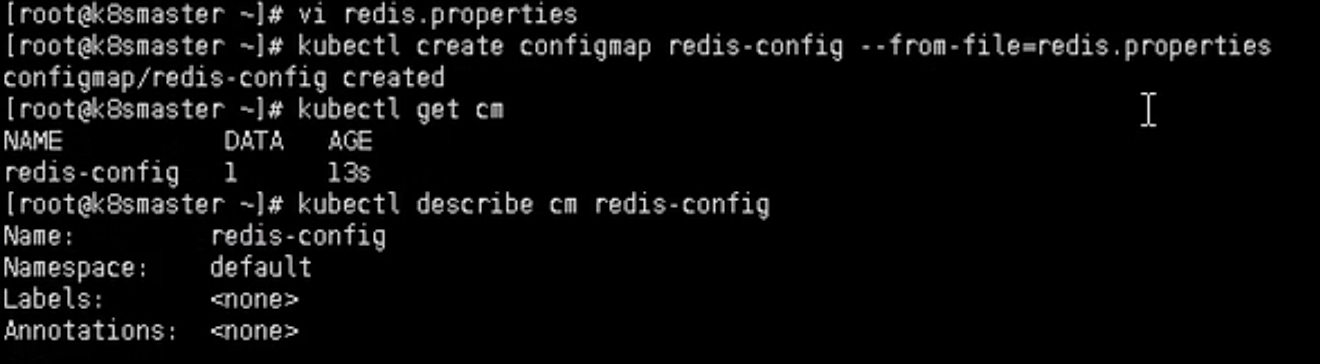 [root@k8smaster ~]# vi redis.properties
[root@k8smaster ~]# kubectl create configmap redis-config --from-file=redis.properties
configmap/redis-config created
[root@k8smaster ~]# kubectl get cm
NAME           DATA   AGE
redis-config   1      13s
[root@k8smaster ~]# kubectl describe cm redis-config
Name:         redis-config
Namespace:    default
Labels:       <none>
Annotations:  <none>